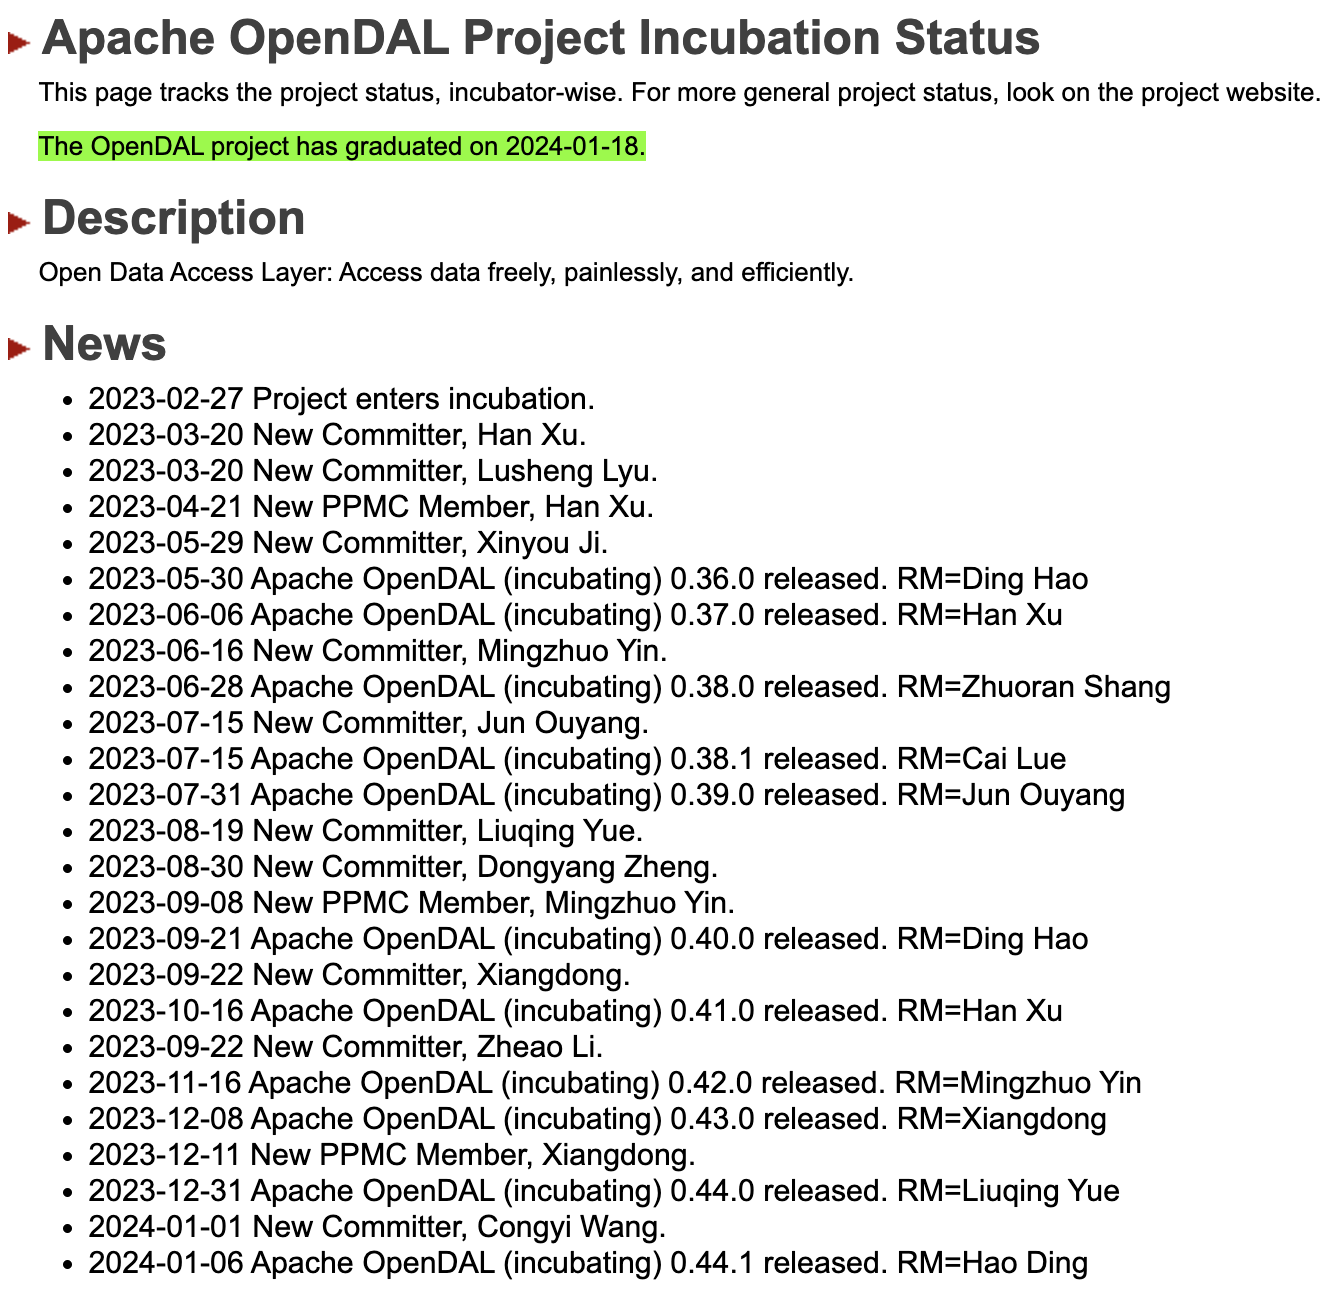 Apache OpenDAL Project Incubation Status
This page tracks the project status, incubator-wise. For more general project status, look on the project website.
The OpenDAL project has graduated on 2024-01-18.
Description
Open Data Access Layer: Access data freely, painlessly, and efficiently.
News
• 2023-02-27 Project enters incubation.
• 2023-03-20 New Committer, Han Xu.
• 2023-03-20 New Committer, Lusheng Lyu.
• 2023-04-21 New PPMC Member, Han Xu.
• 2023-05-29 New Committer, Xinyou Ji.
• 2023-05-30 Apache OpenDAL (incubating) 0.36.0 released. RM=Ding Hao
• 2023-06-06 Apache OpenDAL (incubating) 0.37.0 released. RM=Han Xu
• 2023-06-16 New Committer, Mingzhuo Yin.
• 2023-06-28 Apache OpenDAL (incubating) 0.38.0 released. RM=Zhuoran Shang
• 2023-07-15 New Committer, Jun Ouyang.
• 2023-07-15 Apache OpenDAL (incubating) 0.38.1 released. RM=Cai Lue
• 2023-07-31 Apache OpenDAL (incubating) 0.39.0 released. RM=Jun Ouyang
• 2023-08-19 New Committer, Liuqing Yue.
• 2023-08-30 New Committer, Dongyang Zheng.
• 2023-09-08 New PPMC Member, Mingzhuo Yin.
• 2023-09-21 Apache OpenDAL (incubating) 0.40.0 released. RM=Ding Hao
• 2023-09-22 New Committer, Xiangdong.
• 2023-10-16 Apache OpenDAL (incubating) 0.41.0 released. RM=Han Xu
• 2023-09-22 New Committer, Zheao Li.
• 2023-11-16 Apache OpenDAL (incubating) 0.42.0 released. RM=Mingzhuo Yin
• 2023-12-08 Apache OpenDAL (incubating) 0.43.0 released. RM=Xiangdong
• 2023-12-11 New PPMC Member, Xiangdong.
• 2023-12-31 Apache OpenDAL (incubating) 0.44.0 released. RM=Liuqing Yue
• 2024-01-01 New Committer, Congyi Wang.
• 2024-01-06 Apache OpenDAL (incubating) 0.44.1 released. RM=Hao Ding